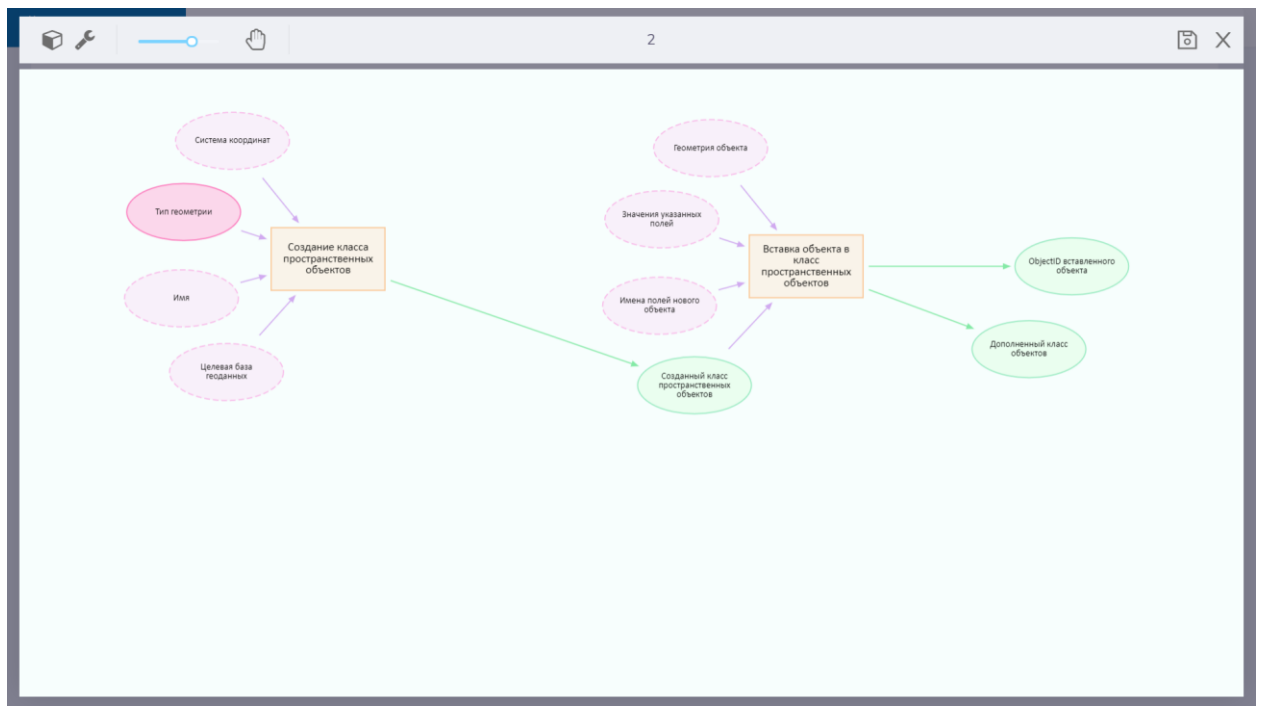 2
Система координат
Тип геометрии
Имя
Целевая база
геоданных
Создание класса
пространственных
объектов
Геометрия объекта
Значения указанных
полей
Имена полей нового
объекта
Созданный класс
пространственных
объектов
Вставка объекта в
класс
пространственных
объектов
ObjectID вставленного
объекта
Дополненный класс
объектов